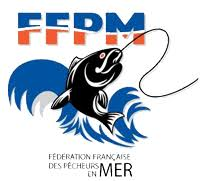 FFPM
FÉDÉRATION FRANÇAISE
DES PÊCHEURS
EN MER